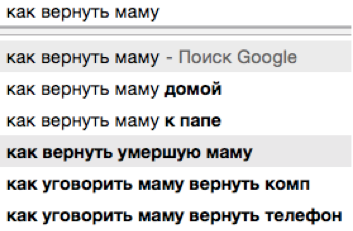 как вернуть маму
как вернуть маму - Поиск Google
как вернуть маму домой
как вернуть маму к папе
как вернуть умершую маму
как уговорить маму вернуть комп
как уговорить маму вернуть телефон